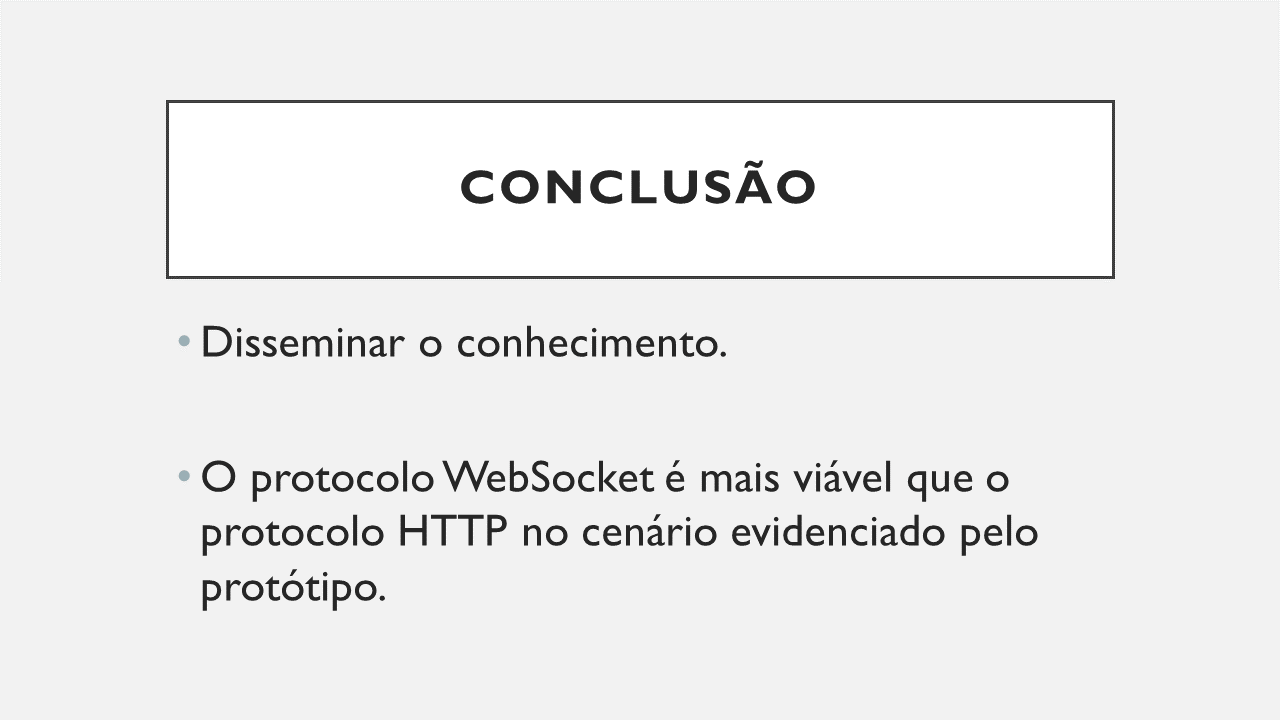 CONCLUSÃO
• Disseminar o conhecimento.
• O protocolo WebSocket é mais viável que o
protocolo HTTP no cenário evidenciado pelo
protótipo.